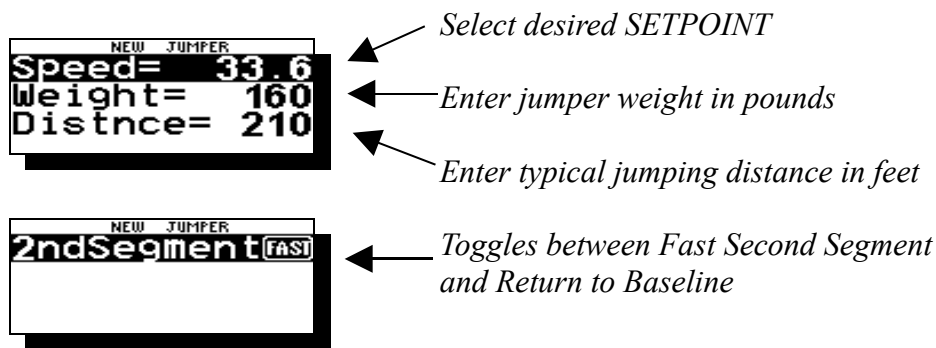 Select desired SETPOINT
NEW JUMPER
Speed= 33.6
Weight= 160
Distnce= 210
Enter jumper weight in pounds
Enter typical jumping distance in feet
NEW JUMPER
2ndSegment FAST
Toggles between Fast Second Segment
and Return to Baseline